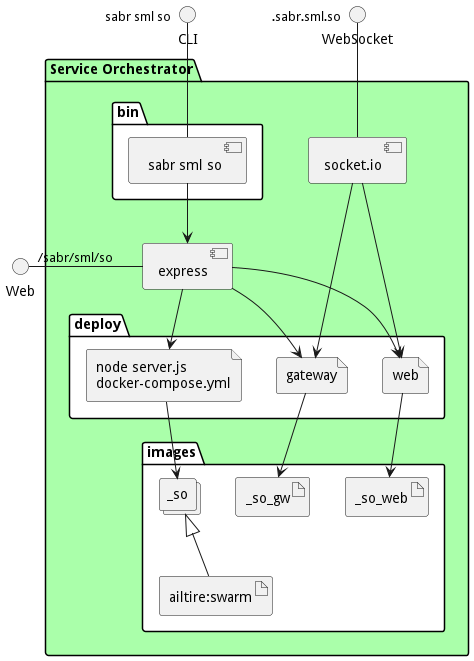 sabr sml so
.sabr.sml.so
CLI
WebSocket
Service Orchestrator
bin
sabr sml so
socket.io
/sabr/sml/so
express
Web
deploy
node server.js
docker-compose.yml
gateway
web
images
_so
_so_gw
_so_web
ailtire:swarm